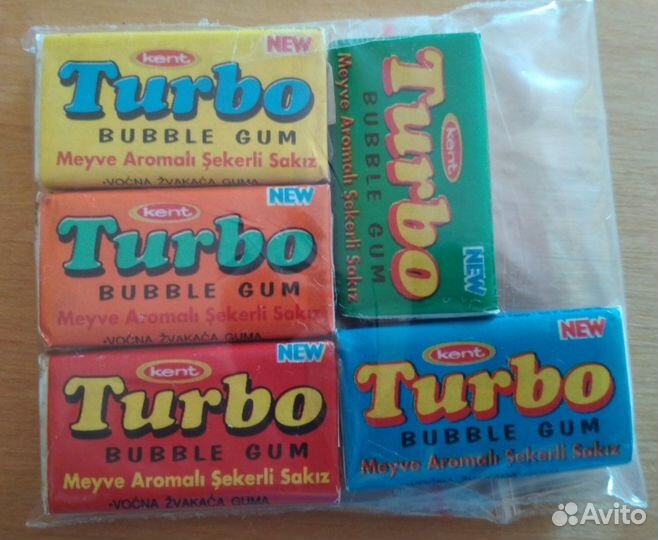 NEW
kent
Turbo
BUBBLE GUM
Meyve Aromalı Şekerli Sakız
•VOĆNA ŽVAKAĆA GUMA
NEW
kent
Turbo
BUBBLE GUM
Meyve Aromalı Şekerli Sakız
•VOĆNA ŽVAKAĆA GUMA
NEW
kent
Turbo
BUBBLE GUM
Meyve Aromalı Şekerli Sakız
•VOĆNA ŽVAKAĆA GUMA
kent
Turbo
BUBBLE GUM
Meyve Aromalı Şekerli Sakız
NEW
NEW
kent
Turbo
BUBBLE GUM
Meyve Aromalı Şekerli Sakız
Avito